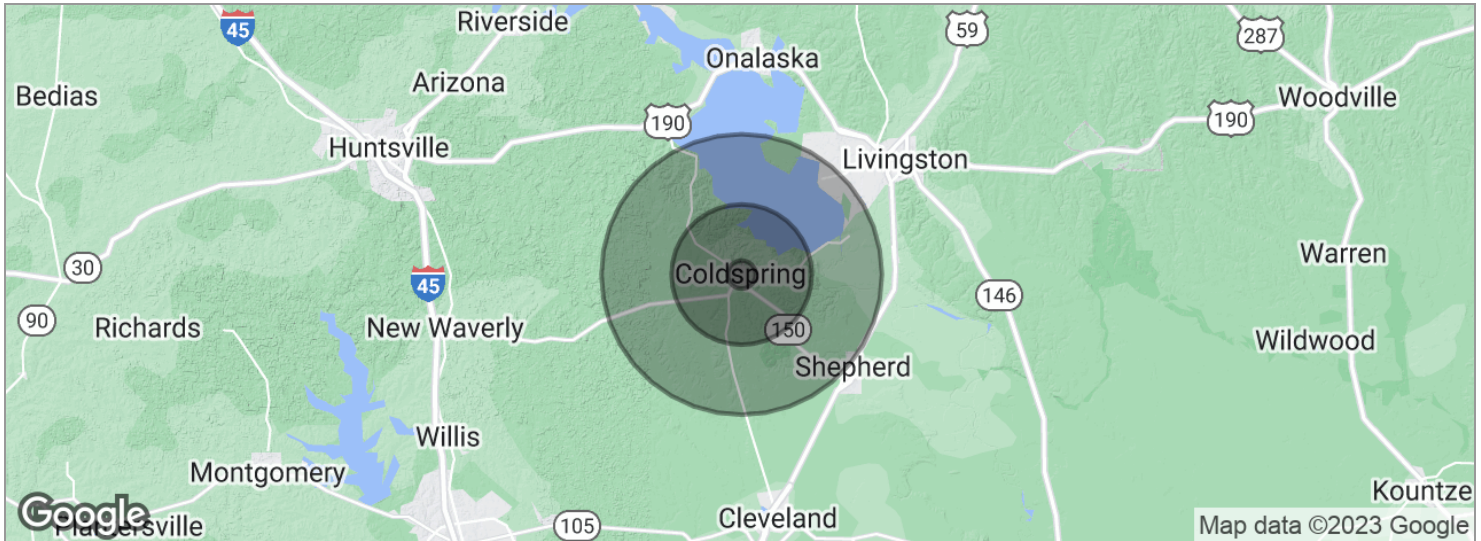 Riverside
45
59
287
Onalaska
Arizona
Bedias
Woodville
190
190
Huntsville
Livingston
30
Coldspring
Warren
45
146
90
Richards
New Waverly
150
Wildwood
Shepherd
Willis
Montgomery
Kountze
Google
Plantersville
105
Cleveland
Map data ©2023 Google